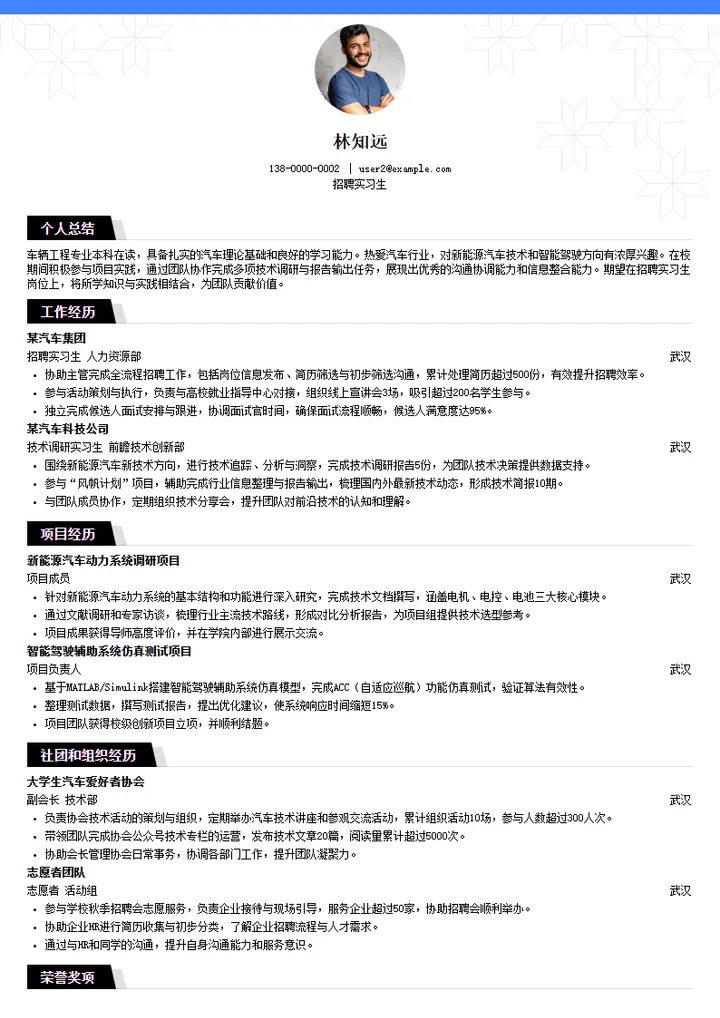 林知远
138-0000-0002 | user2@example.com
招聘实习生
个人总结
车辆工程专业本科在读，具备扎实的汽车理论基础和良好的学习能力。热爱汽车行业，对新能源汽车技术和智能驾驶方向有浓厚兴趣。在校
期间积极参与项目实践，通过团队协作完成多项技术调研与报告输出任务，展现出优秀的沟通协调能力和信息整合能力。期望在招聘实习生
岗位上，将所学知识与实践相结合，为团队贡献价值。
工作经历
某汽车集团
招聘实习生 人力资源部 武汉
• 协助主管完成全流程招聘工作，包括岗位信息发布、简历筛选与初步筛选沟通，累计处理简历超过500份，有效提升招聘效率。
• 参与活动策划与执行，负责与高校就业指导中心对接，组织线上宣讲会3场，吸引超过200名学生参与。
• 独立完成候选人面试安排与跟进，协调面试官时间，确保面试流程顺畅，候选人满意度达95%。
某汽车科技公司
技术调研实习生 前瞻技术创新部 武汉
• 围绕新能源汽车新技术方向，进行技术追踪、分析与洞察，完成技术调研报告5份，为团队技术决策提供数据支持。
• 参与“风帆计划”项目，辅助完成行业信息整理与报告输出，梳理国内外最新技术动态，形成技术简报10期。
• 与团队成员协作，定期组织技术分享会，提升团队对前沿技术的认知和理解。
项目经历
新能源汽车动力系统调研项目
项目成员 武汉
• 针对新能源汽车动力系统的基本结构和功能进行深入研究，完成技术文档撰写，涵盖电机、电控、电池三大核心模块。
• 通过文献调研和专家访谈，梳理行业主流技术路线，形成对比分析报告，为项目组提供技术选型参考。
• 项目成果获得导师高度评价，并在学院内部进行展示交流。
智能驾驶辅助系统仿真测试项目
项目负责人 武汉
• 基于MATLAB/Simulink搭建智能驾驶辅助系统仿真模型，完成ACC（自适应巡航）功能仿真测试，验证算法有效性。
• 整理测试数据，撰写测试报告，提出优化建议，使系统响应时间缩短15%。
• 项目团队获得校级创新项目立项，并顺利结题。
社团和组织经历
大学生汽车爱好者协会
副会长 技术部 武汉
• 负责协会技术活动的策划与组织，定期举办汽车技术讲座和参观交流活动，累计组织活动10场，参与人数超过300人次。
• 带领团队完成协会公众号技术专栏的运营，发布技术文章20篇，阅读量累计超过5000次。
• 协助会长管理协会日常事务，协调各部门工作，提升团队凝聚力。
志愿者团队
志愿者 活动组 武汉
• 参与学校秋季招聘会志愿服务，负责企业接待与现场引导，服务企业超过50家，协助招聘会顺利举办。
• 协助企业HR进行简历收集与初步分类，了解企业招聘流程与人才需求。
• 通过与HR和同学的沟通，提升自身沟通能力和服务意识。
荣誉奖项